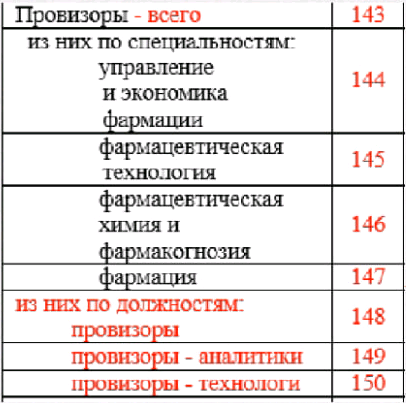 Провизоры - всего 143
из них по специальностям:
управление
и экономика 144
фармации
фармацевтическая 145
технология
фармацевтическая
химия и 146
фармакогнозия
фармация 147
из них по должностям: 148
провизоры
провизоры - аналитики 149
провизоры - технологи 150